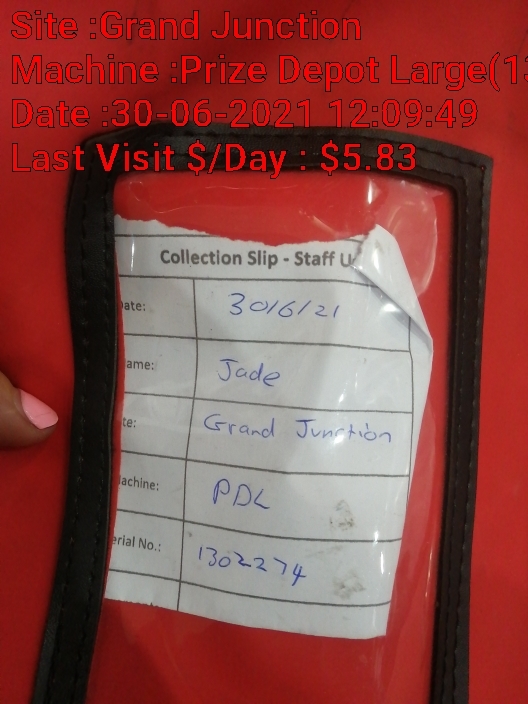 Site :Grand Junction
Machine :Prize Depot Large(1
Date :30-06-2021 12:09:49
Last Visit $/Day : $5.83
Collection Slip - Staff U
ate: 30/6/21
ame: Jade
te: Grand Junction
achine: PDL
erial No.: 1302274